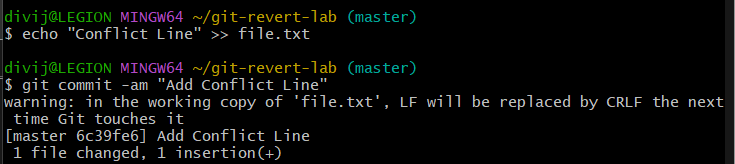 divij@LEGION MINGW64 ~/git-revert-lab (master)
$ echo "Conflict Line" >> file.txt
divij@LEGION MINGW64 ~/git-revert-lab (master)
$ git commit -am "Add Conflict Line"
warning: in the working copy of 'file.txt', LF will be replaced by CRLF the next
 time Git touches it
[master 6c39fe6] Add Conflict Line
 1 file changed, 1 insertion(+)